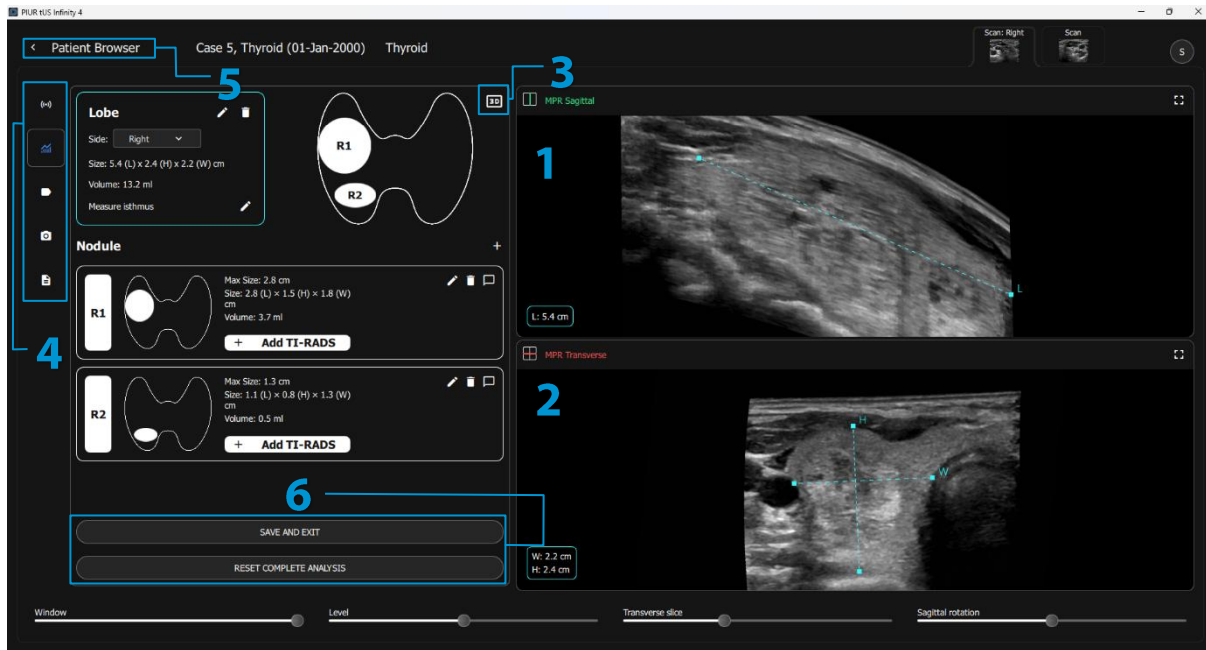 PIUR tUS Infinity 4
Patient Browser
Case 5, Thyroid (01-Jan-2000)
Thyroid
Scan: Right
Scan
S
5
3
4
Lobe
Side: Right
Size: 5.4 (L) x 2.4 (H) x 2.2 (W) cm
Volume: 13.2 ml
Measure isthmus
R1
R2
3D
Nodule
+
R1
Max Size: 2.8 cm
Size: 2.8 (L) × 1.5 (H) × 1.8 (W)
cm
Volume: 3.7 ml
+ Add TI-RADS
R2
Max Size: 1.3 cm
Size: 1.1 (L) × 0.8 (H) × 1.3 (W)
cm
Volume: 0.5 ml
+ Add TI-RADS
6
SAVE AND EXIT
RESET COMPLETE ANALYSIS
MPR Sagittal
1
L
L: 5.4 cm
MPR Transverse
2
H
W
W: 2.2 cm
H: 2.4 cm
Window
Level
Transverse slice
Sagittal rotation